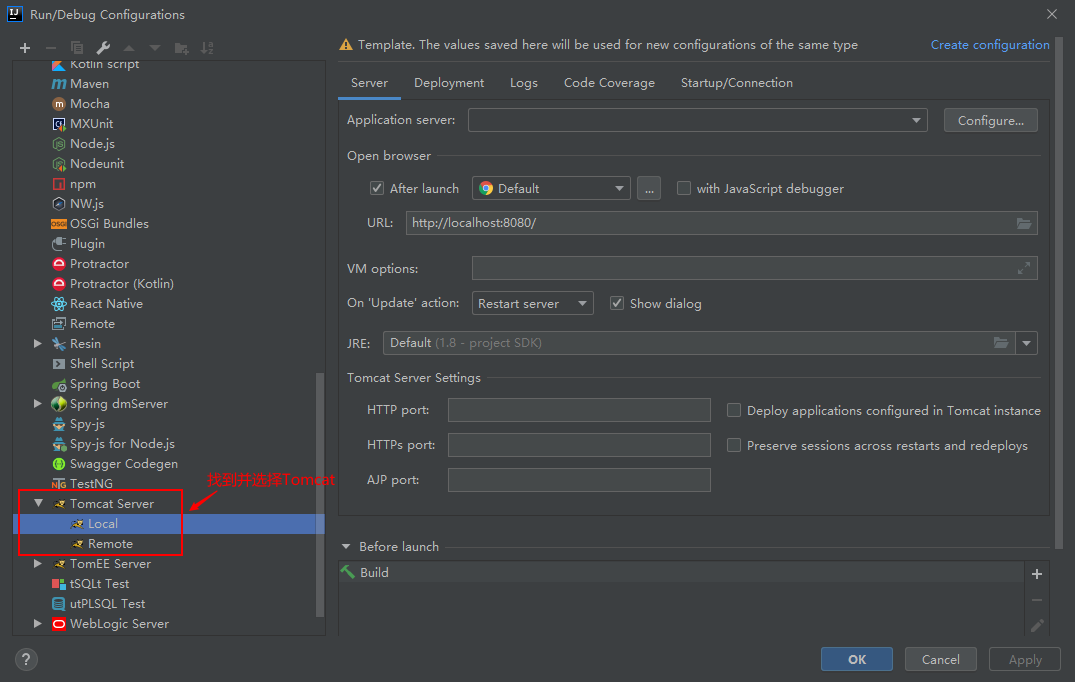 Run/Debug Configurations
Kotlin script
Maven
Mocha
MXUnit
Node.js
Nodeunit
npm
NW.js
OSGi Bundles
Plugin
Protractor
Protractor (Kotlin)
React Native
Remote
Resin
Shell Script
Spring Boot
Spring dmServer
Spy-js
Spy-js for Node.js
Swagger Codegen
TestNG
找到并选择Tomcat
Tomcat Server
Local
Remote
TomEE Server
tSQLt Test
utPLSQL Test
WebLogic Server
Template. The values saved here will be used for new configurations of the same type
Create configuration
Server Deployment Logs Code Coverage Startup/Connection
Application server: Configure...
Open browser
After launch Default ... with JavaScript debugger
URL: http://localhost:8080/
VM options:
On 'Update' action: Restart server Show dialog
JRE: Default (1.8 - project SDK)
Tomcat Server Settings
HTTP port: Deploy applications configured in Tomcat instance
HTTPs port: Preserve sessions across restarts and redeploys
AJP port:
Before launch
Build
? OK Cancel Apply